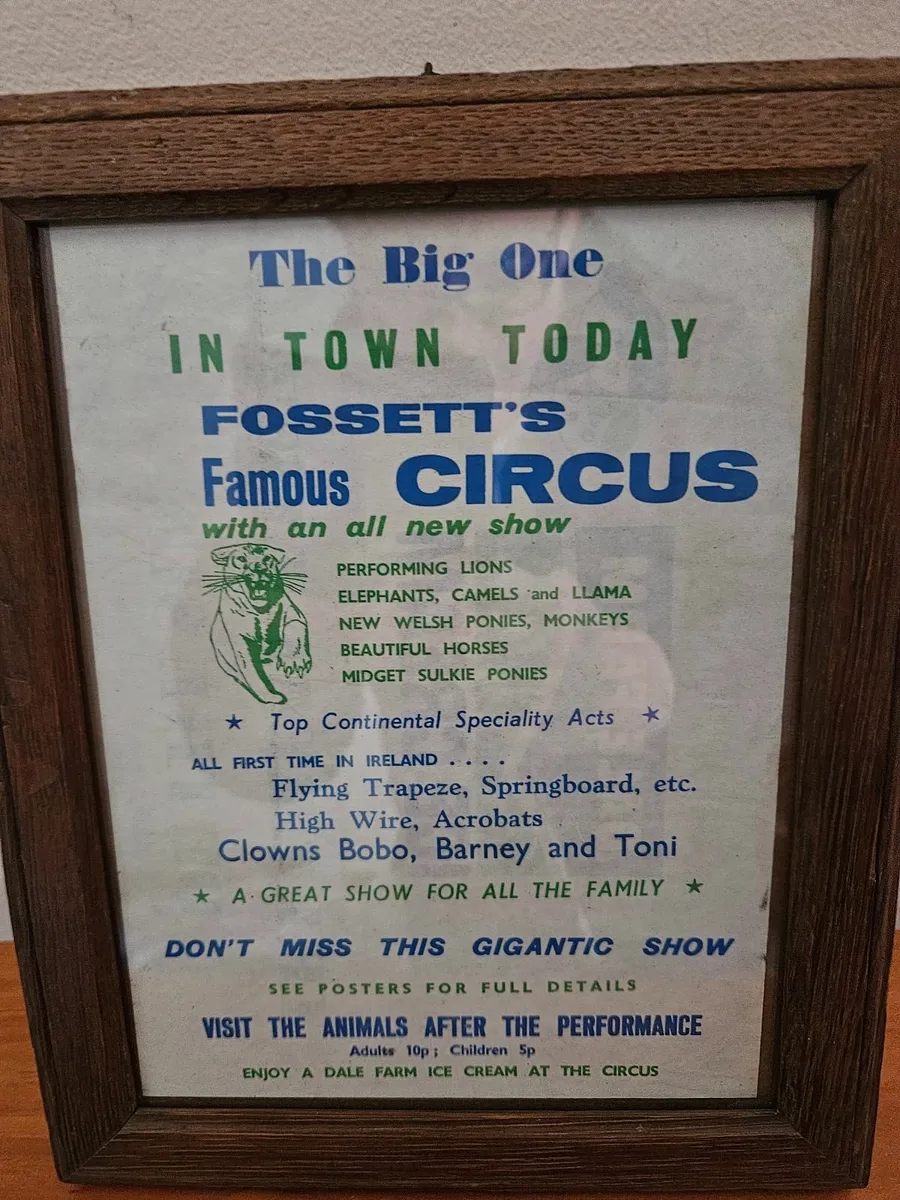 The Big One
IN TOWN TODAY
FOSSETT'S
Famous CIRCUS
with an all new show
PERFORMING LIONS
ELEPHANTS, CAMELS and LLAMA
NEW WELSH PONIES, MONKEYS
BEAUTIFUL HORSES
MIDGET SULKIE PONIES
★ Top Continental Speciality Acts ★
ALL FIRST TIME IN IRELAND . . . .
Flying Trapeze, Springboard, etc.
High Wire, Acrobats
Clowns Bobo, Barney and Toni
★ A GREAT SHOW FOR ALL THE FAMILY ★
DON'T MISS THIS GIGANTIC SHOW
SEE POSTERS FOR FULL DETAILS
VISIT THE ANIMALS AFTER THE PERFORMANCE
Adults 10p ; Children 5p
ENJOY A DALE FARM ICE CREAM AT THE CIRCUS